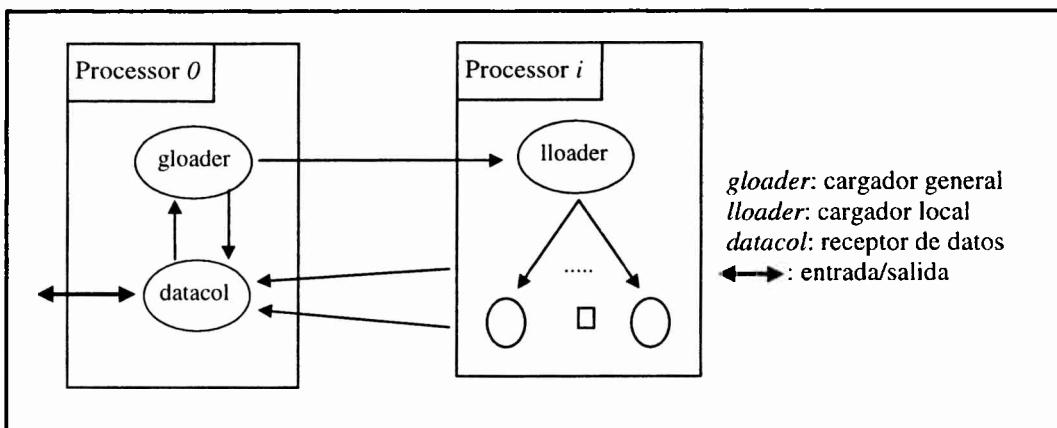 Processor 0
gloader
datacol
Processor i
lloader
.....
gloader: cargador general
lloader: cargador local
datacol: receptor de datos
: entrada/salida